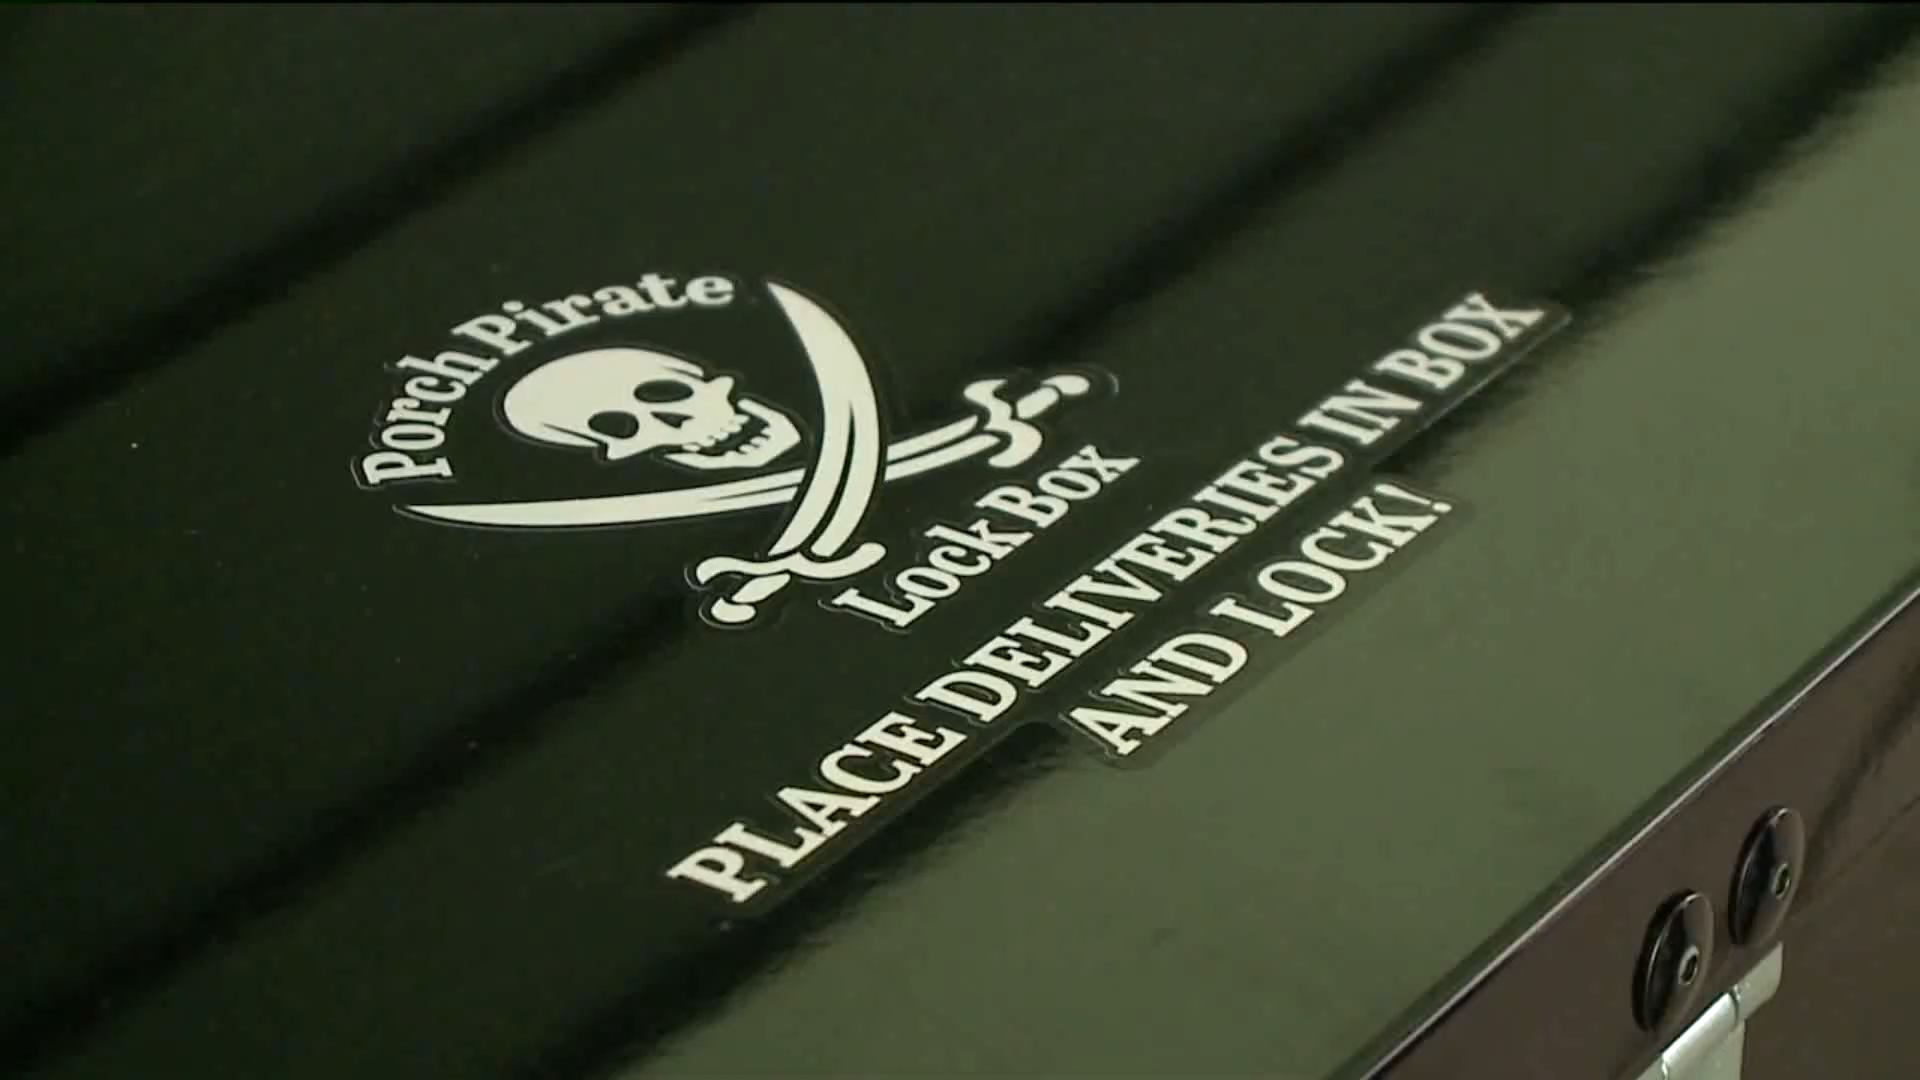 Porch Pirate
Lock Box
PLACE DELIVERIES IN BOX
AND LOCK!